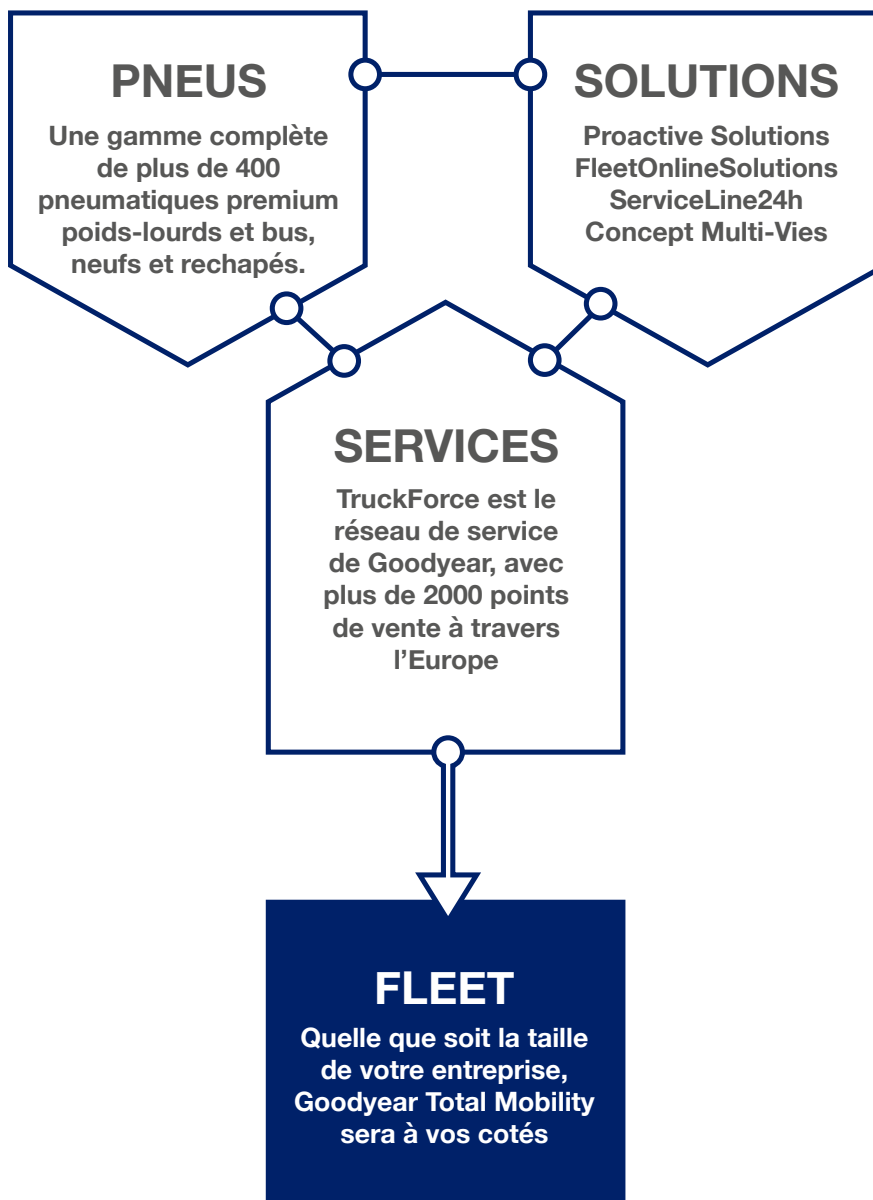 PNEUS
Une gamme complète
de plus de 400
pneumatiques premium
poids-lourds et bus,
neufs et rechapés.
SOLUTIONS
Proactive Solutions
FleetOnlineSolutions
ServiceLine24h
Concept Multi-Vies
SERVICES
TruckForce est le
réseau de service
de Goodyear, avec
plus de 2000 points
de vente à travers
l’Europe
FLEET
Quelle que soit la taille
de votre entreprise,
Goodyear Total Mobility
sera à vos cotés